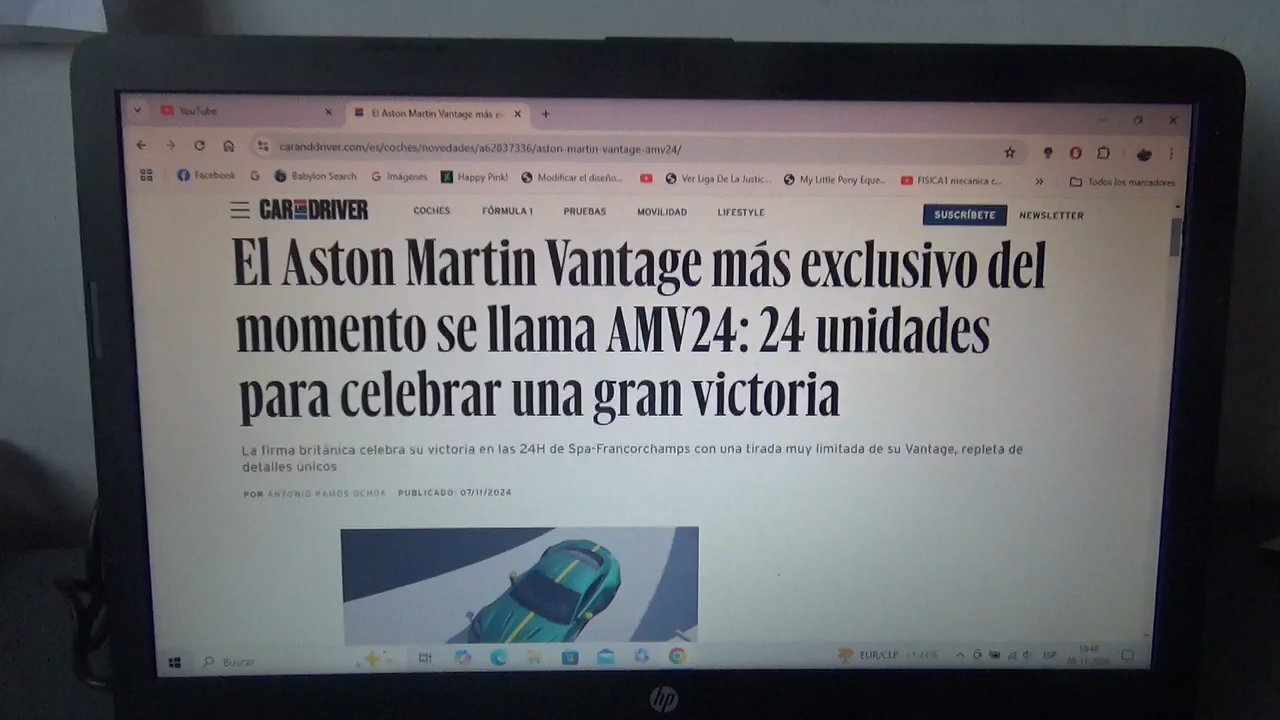 YouTube
El Aston Martin Vantage más e
caranddriver.com/es/coches/novedades/a62837336/aston-martin-vantage-amv24/
Facebook G Babylon Search Imágenes Happy Pink! Modificar el diseño... Ver Liga De La Justic... My Little Pony Eque... FISICA1 mecanica c... » Todos los marcadores
CAR AND DRIVER COCHES FÓRMULA 1 PRUEBAS MOVILIDAD LIFESTYLE SUSCRÍBETE NEWSLETTER
El Aston Martin Vantage más exclusivo del
momento se llama AMV24: 24 unidades
para celebrar una gran victoria
La firma británica celebra su victoria en las 24H de Spa-Francorchamps con una tirada muy limitada de su Vantage, repleta de
detalles únicos
POR ANTONIO RAMOS OCHOA PUBLICADO: 07/11/2024
Buscar EUR/CLP +1.44% ESP 19:48
hp